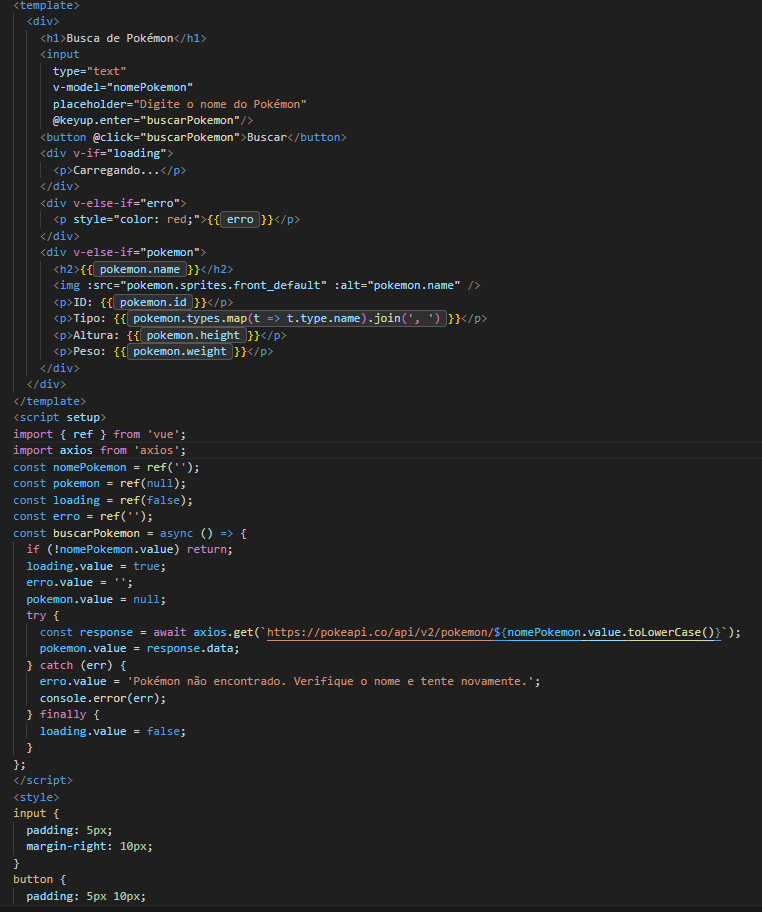 <template>
<div>
<h1>Busca de Pokémon</h1>
<input
type="text"
v-model="nomePokemon"
placeholder="Digite o nome do Pokémon"
@keyup.enter="buscarPokemon"/>
<button @click="buscarPokemon">Buscar</button>
<div v-if="loading">
<p>Carregando...</p>
</div>
<div v-else-if="erro">
<p style="color: red;">{{ erro }}</p>
</div>
<div v-else-if="pokemon">
<h2>{{ pokemon.name }}</h2>
<img :src="pokemon.sprites.front_default" :alt="pokemon.name" />
<p>ID: {{ pokemon.id }}</p>
<p>Tipo: {{ pokemon.types.map(t => t.type.name).join(', ') }}</p>
<p>Altura: {{ pokemon.height }}</p>
<p>Peso: {{ pokemon.weight }}</p>
</div>
</div>
</template>
<script setup>
import { ref } from 'vue';
import axios from 'axios';
const nomePokemon = ref('');
const pokemon = ref(null);
const loading = ref(false);
const erro = ref('');
const buscarPokemon = async () => {
if (!nomePokemon.value) return;
loading.value = true;
erro.value = '';
pokemon.value = null;
try {
const response = await axios.get(`https://pokeapi.co/api/v2/pokemon/${nomePokemon.value.toLowerCase()}`);
pokemon.value = response.data;
} catch (err) {
erro.value = 'Pokémon não encontrado. Verifique o nome e tente novamente.';
console.error(err);
} finally {
loading.value = false;
}
};
</script>
<style>
input {
padding: 5px;
margin-right: 10px;
}
button {
padding: 5px 10px;